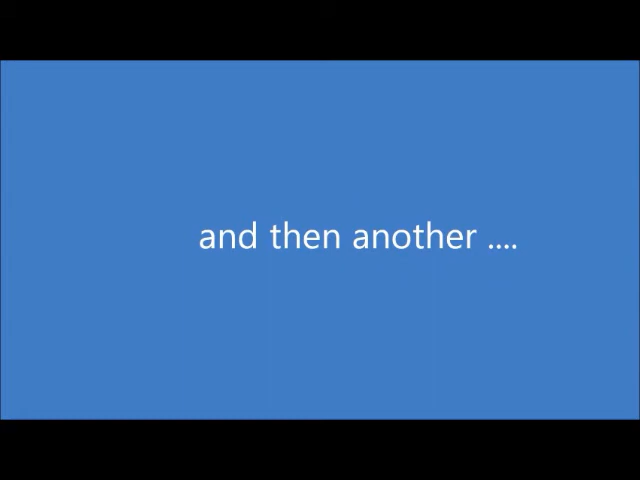 and then another ....